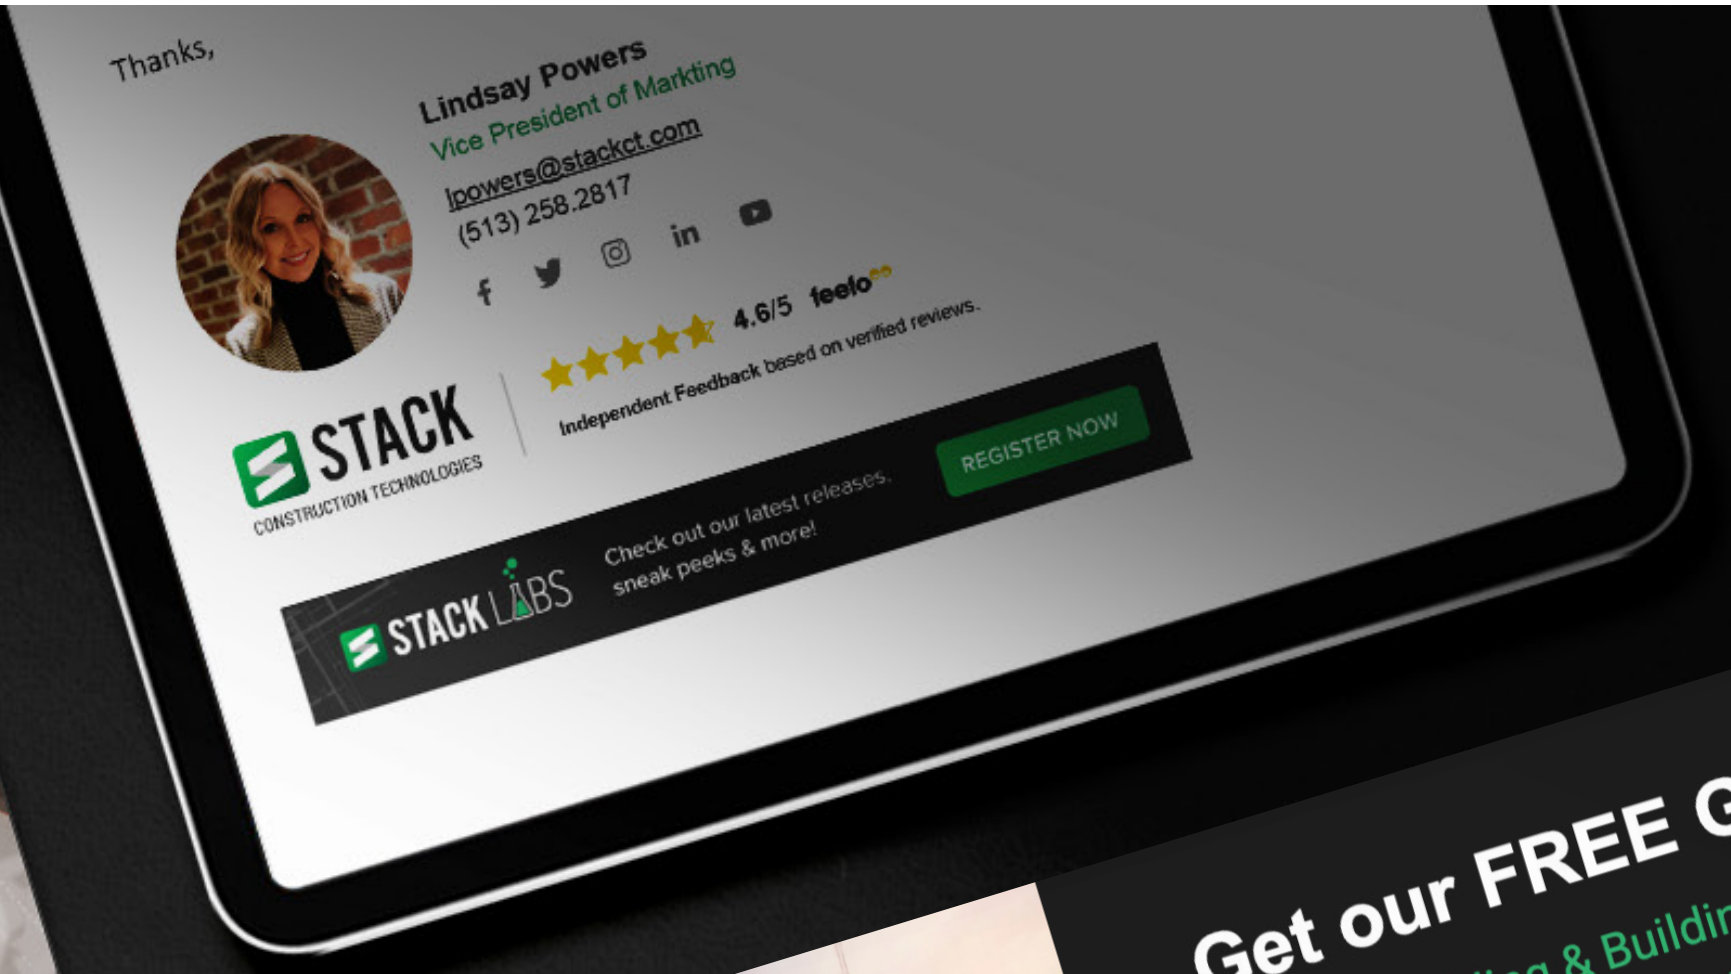 Thanks,
Lindsay Powers
Vice President of Markting
lpowers@stackct.com
(513) 258.2817
4.6/5 feefo
Independent Feedback based on verified reviews.
STACK
CONSTRUCTION TECHNOLOGIES
STACK LABS
Check out our latest releases,
sneak peeks & more!
REGISTER NOW
Get our FREE G
& Buildin